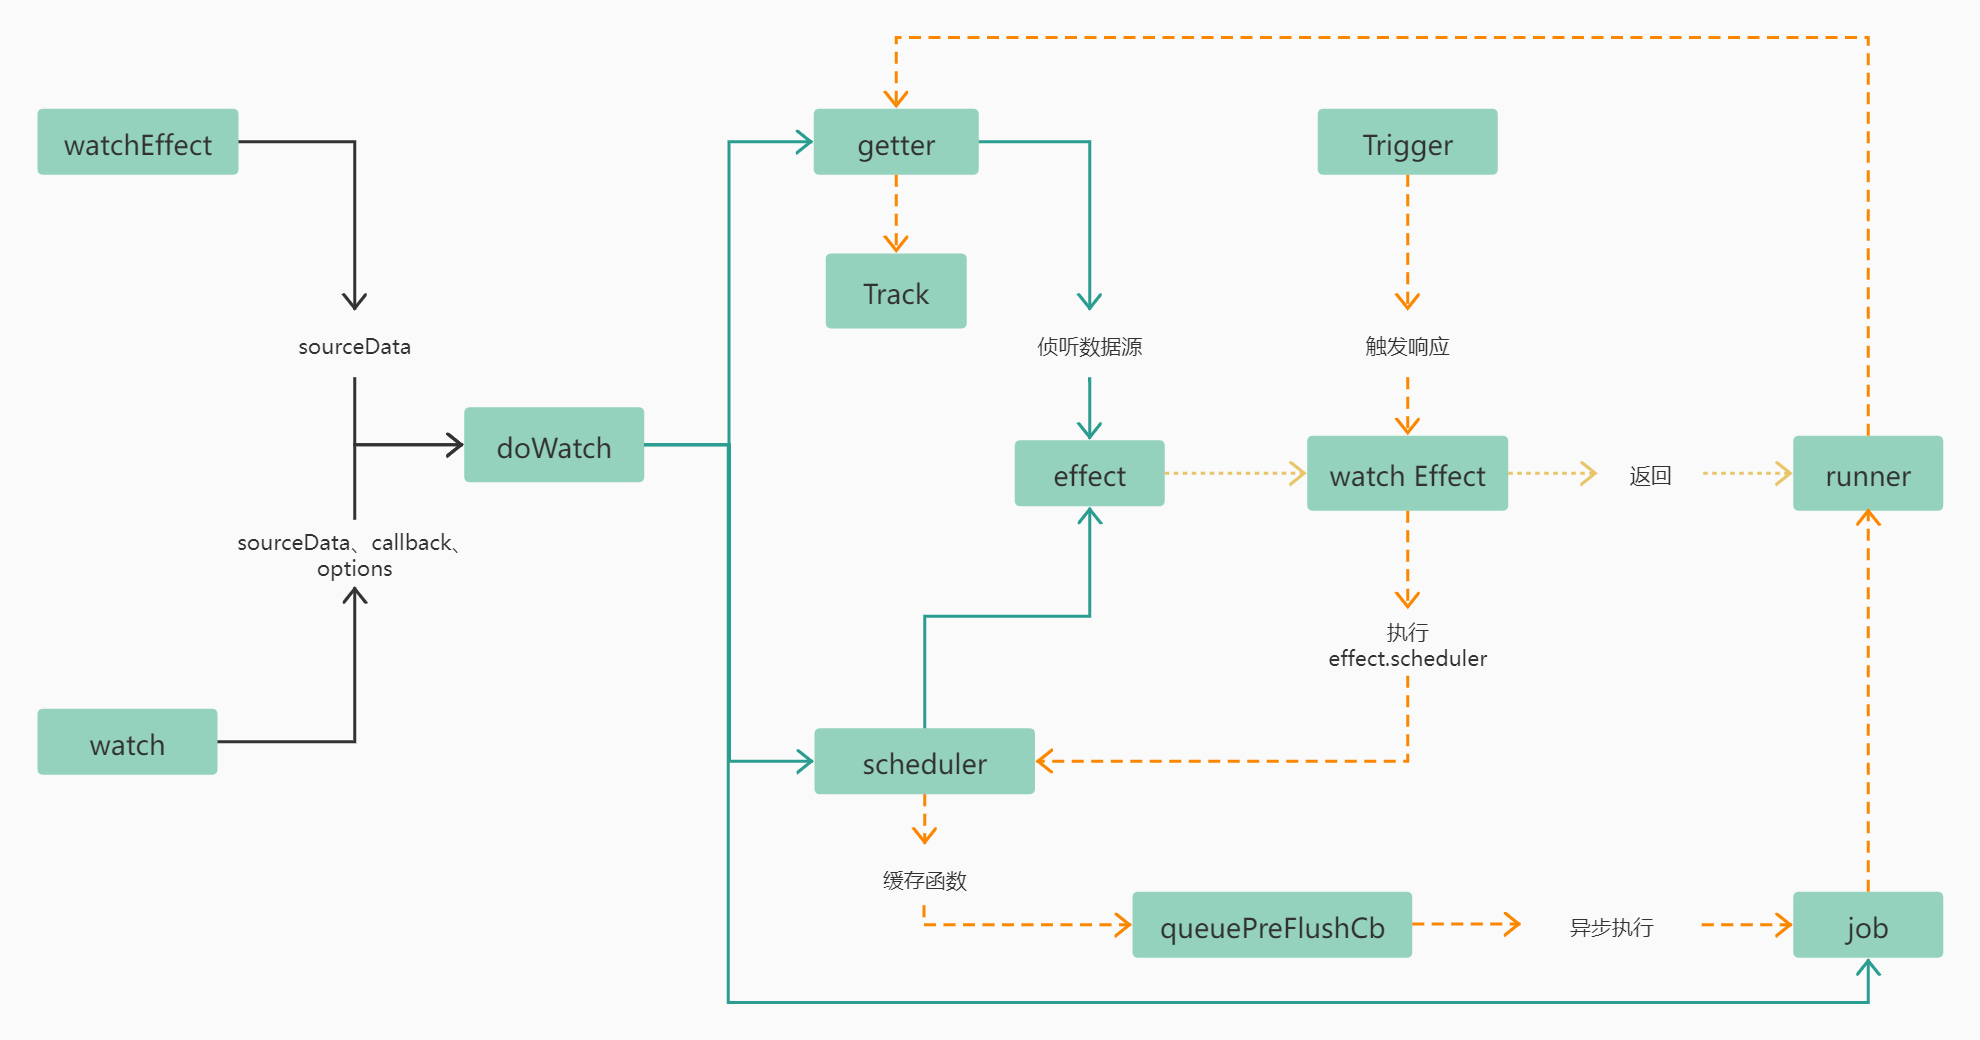 watchEffect
getter
Trigger
Track
sourceData
侦听数据源
触发响应
doWatch
effect
watch Effect
返回
runner
sourceData、callback、
options
执行
effect.scheduler
watch
scheduler
缓存函数
queuePreFlushCb
异步执行
job